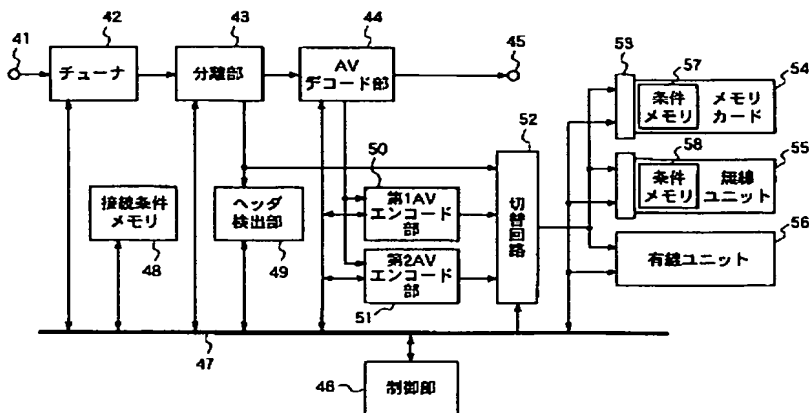 41
42
43
44
45
チューナ
分離部
AV
デコード部
53
57
54
条件
メモリ
メモリ
カード
52
50
58
55
条件
メモリ
無線
ユニット
接続条件
メモリ
48
ヘッダ
検出部
49
第1AV
エンコード
部
切替回路
56
有線ユニット
第2AV
エンコード
部
51
47
46
制御部